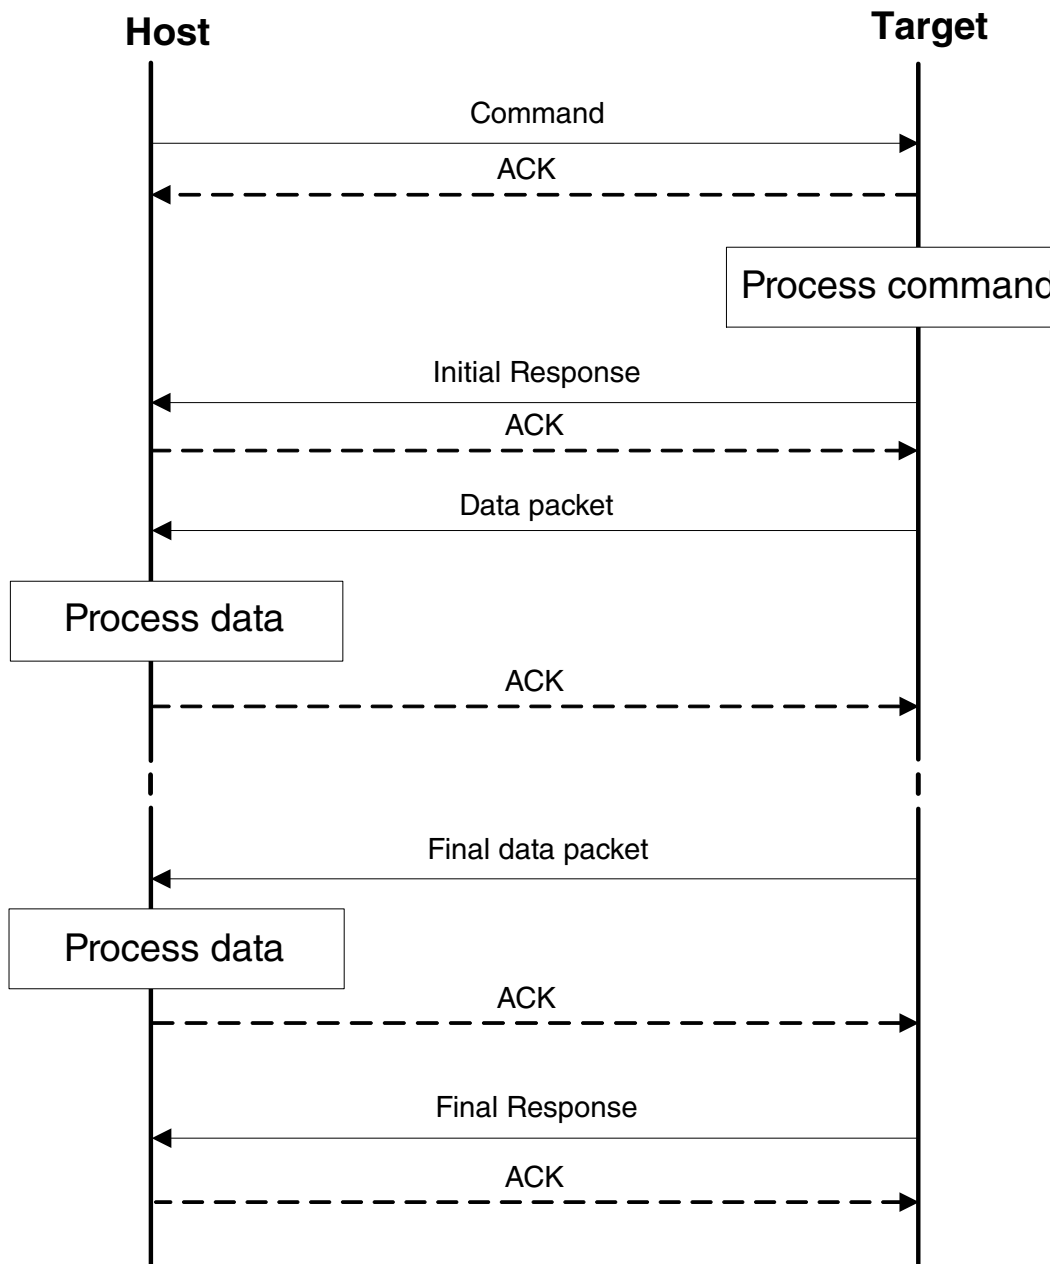 Host
Target
Command
ACK
Process command
Initial Response
ACK
Data packet
Process data
ACK
Final data packet
Process data
ACK
Final Response
ACK